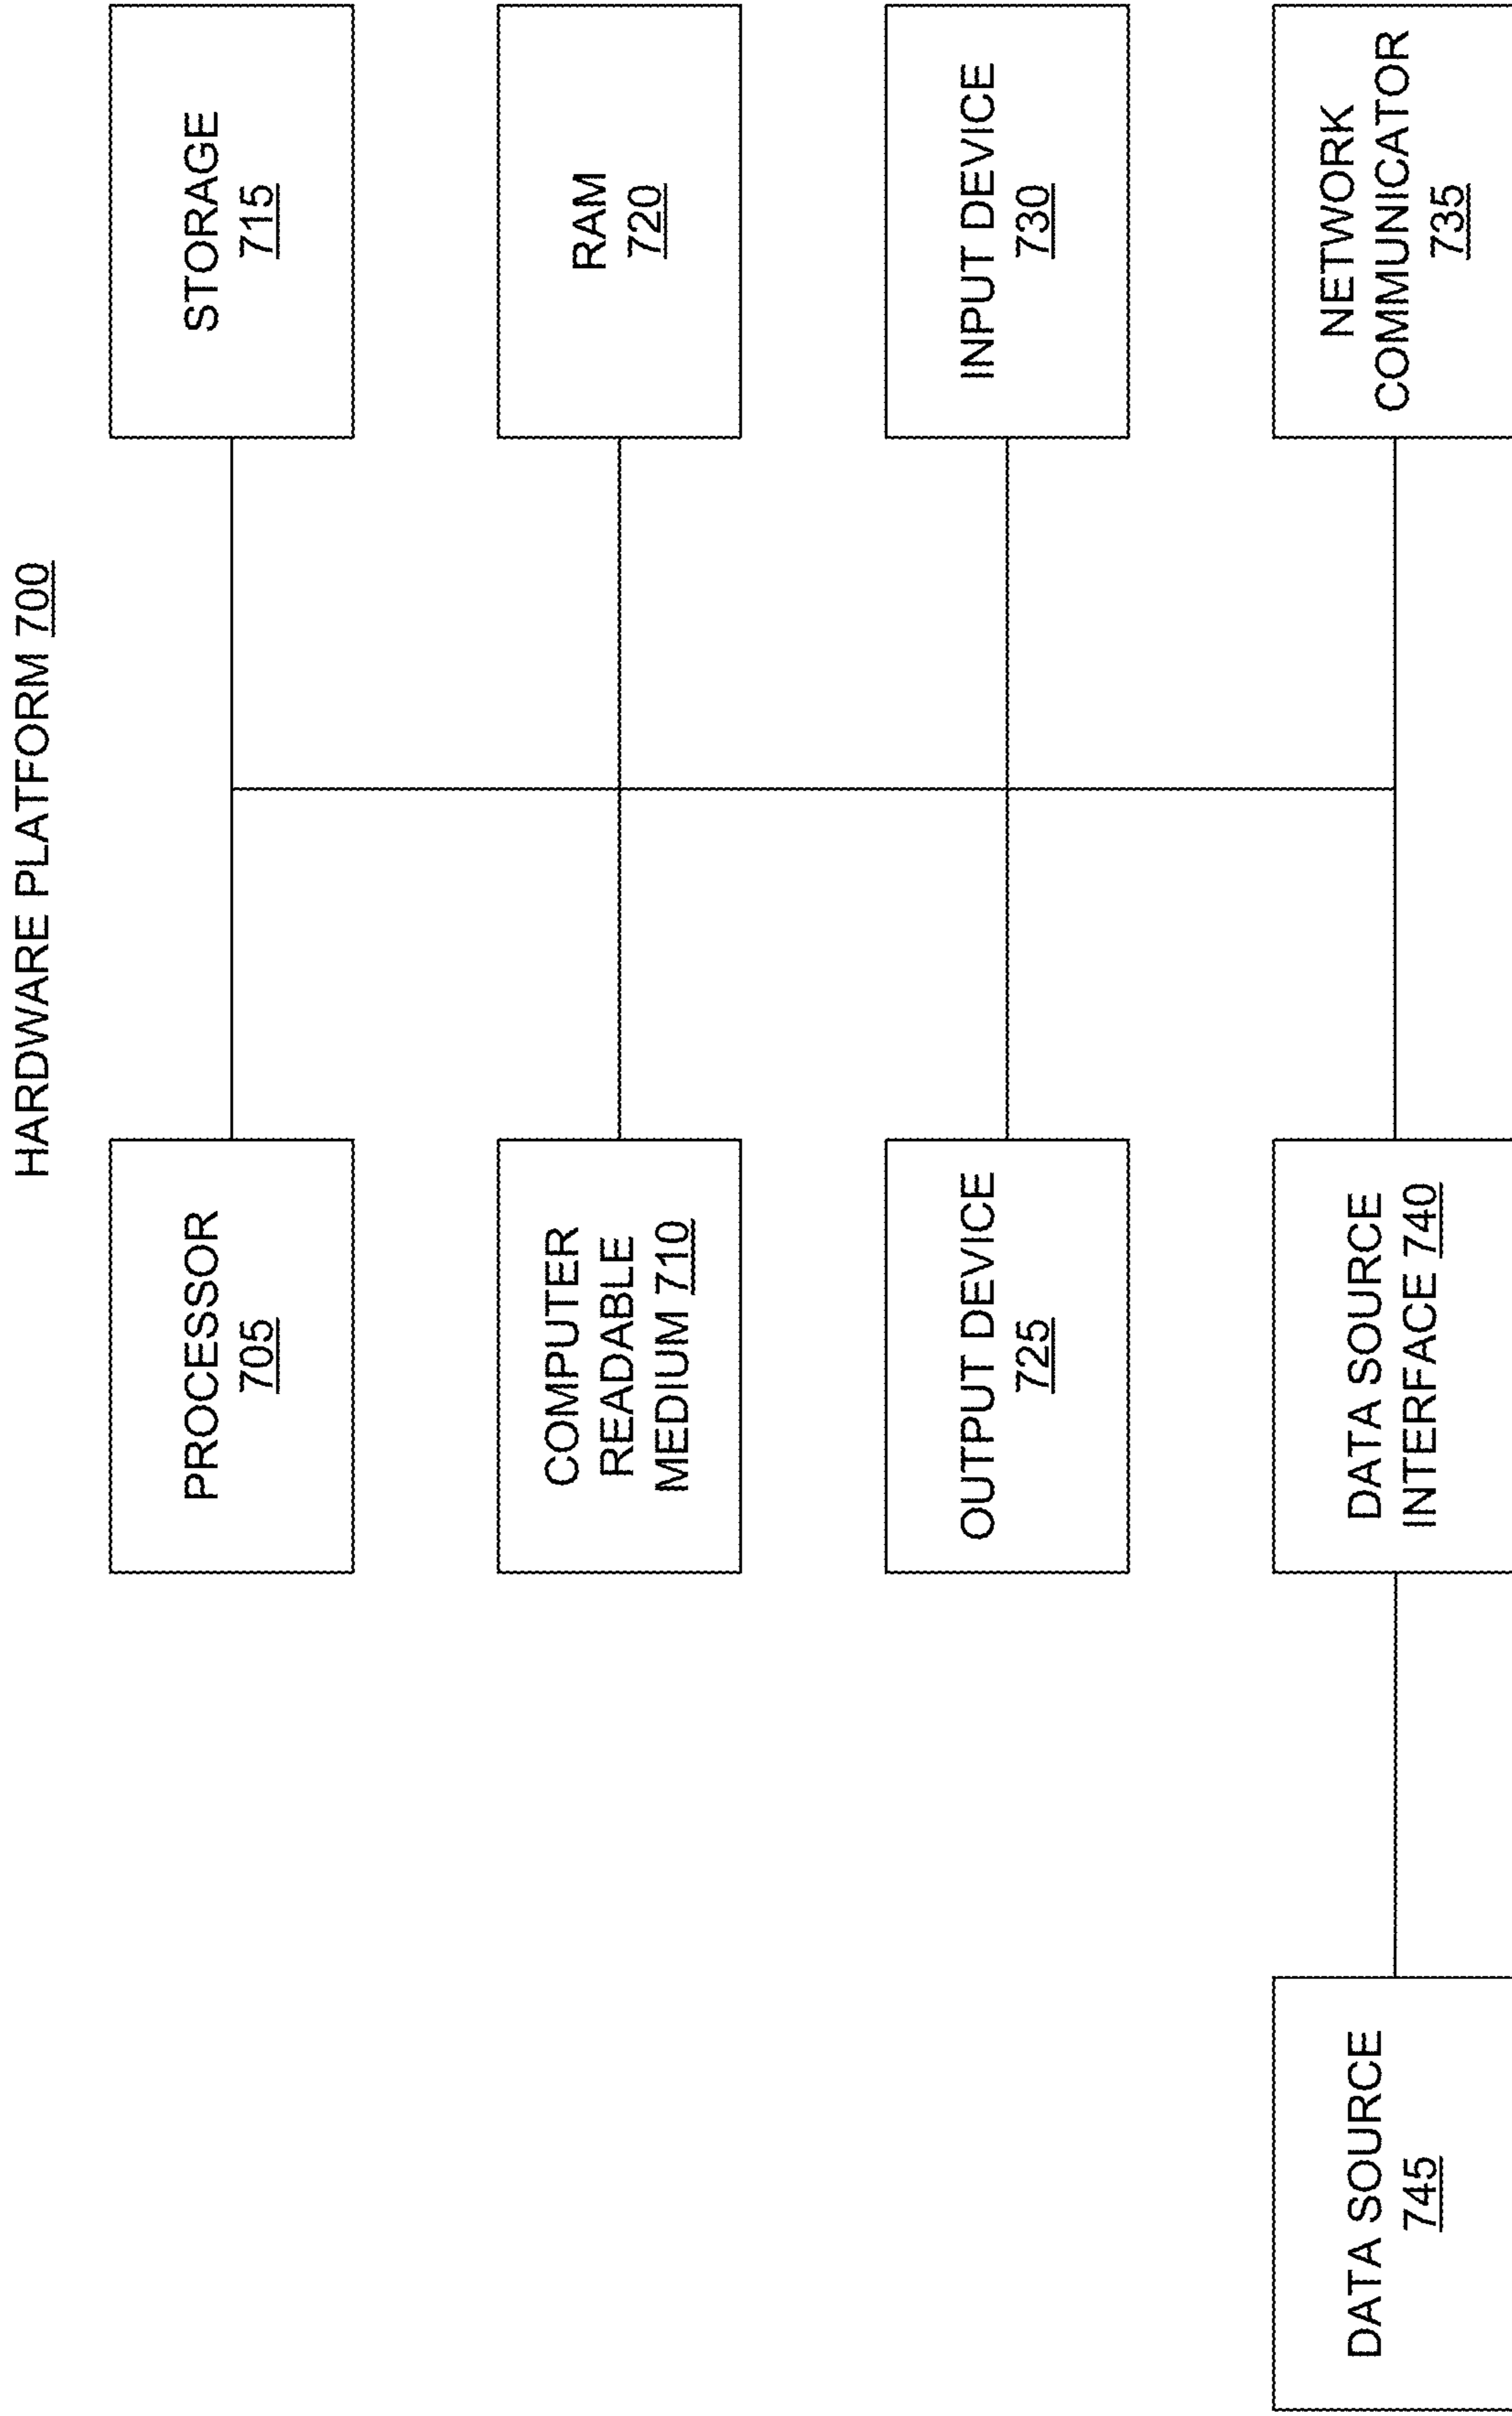 HARDWARE PLATFORM 700
PROCESSOR
705
STORAGE
715
COMPUTER
READABLE
MEDIUM 710
RAM
720
OUTPUT DEVICE
725
INPUT DEVICE
730
DATA SOURCE
745
DATA SOURCE
INTERFACE 740
NETWORK
COMMUNICATOR
735